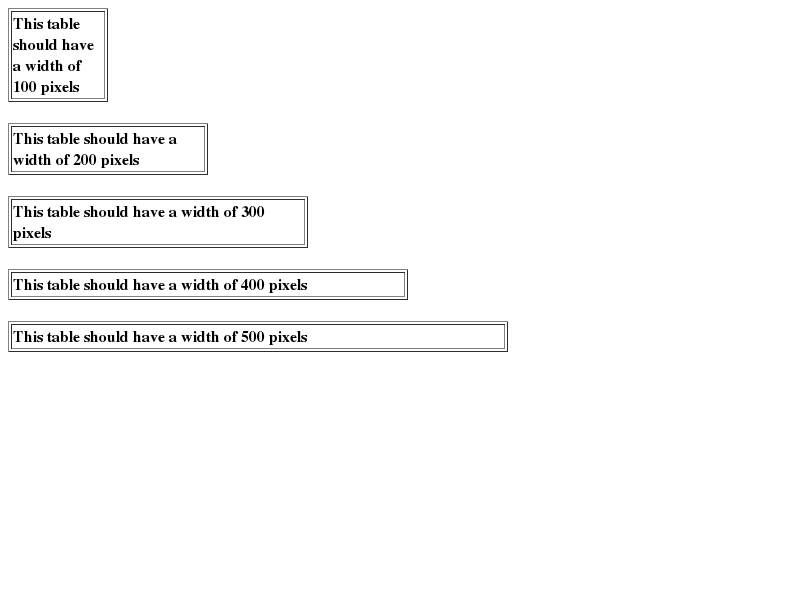 This table
should have
a width of
100 pixels
This table should have a
width of 200 pixels
This table should have a width of 300
pixels
This table should have a width of 400 pixels
This table should have a width of 500 pixels